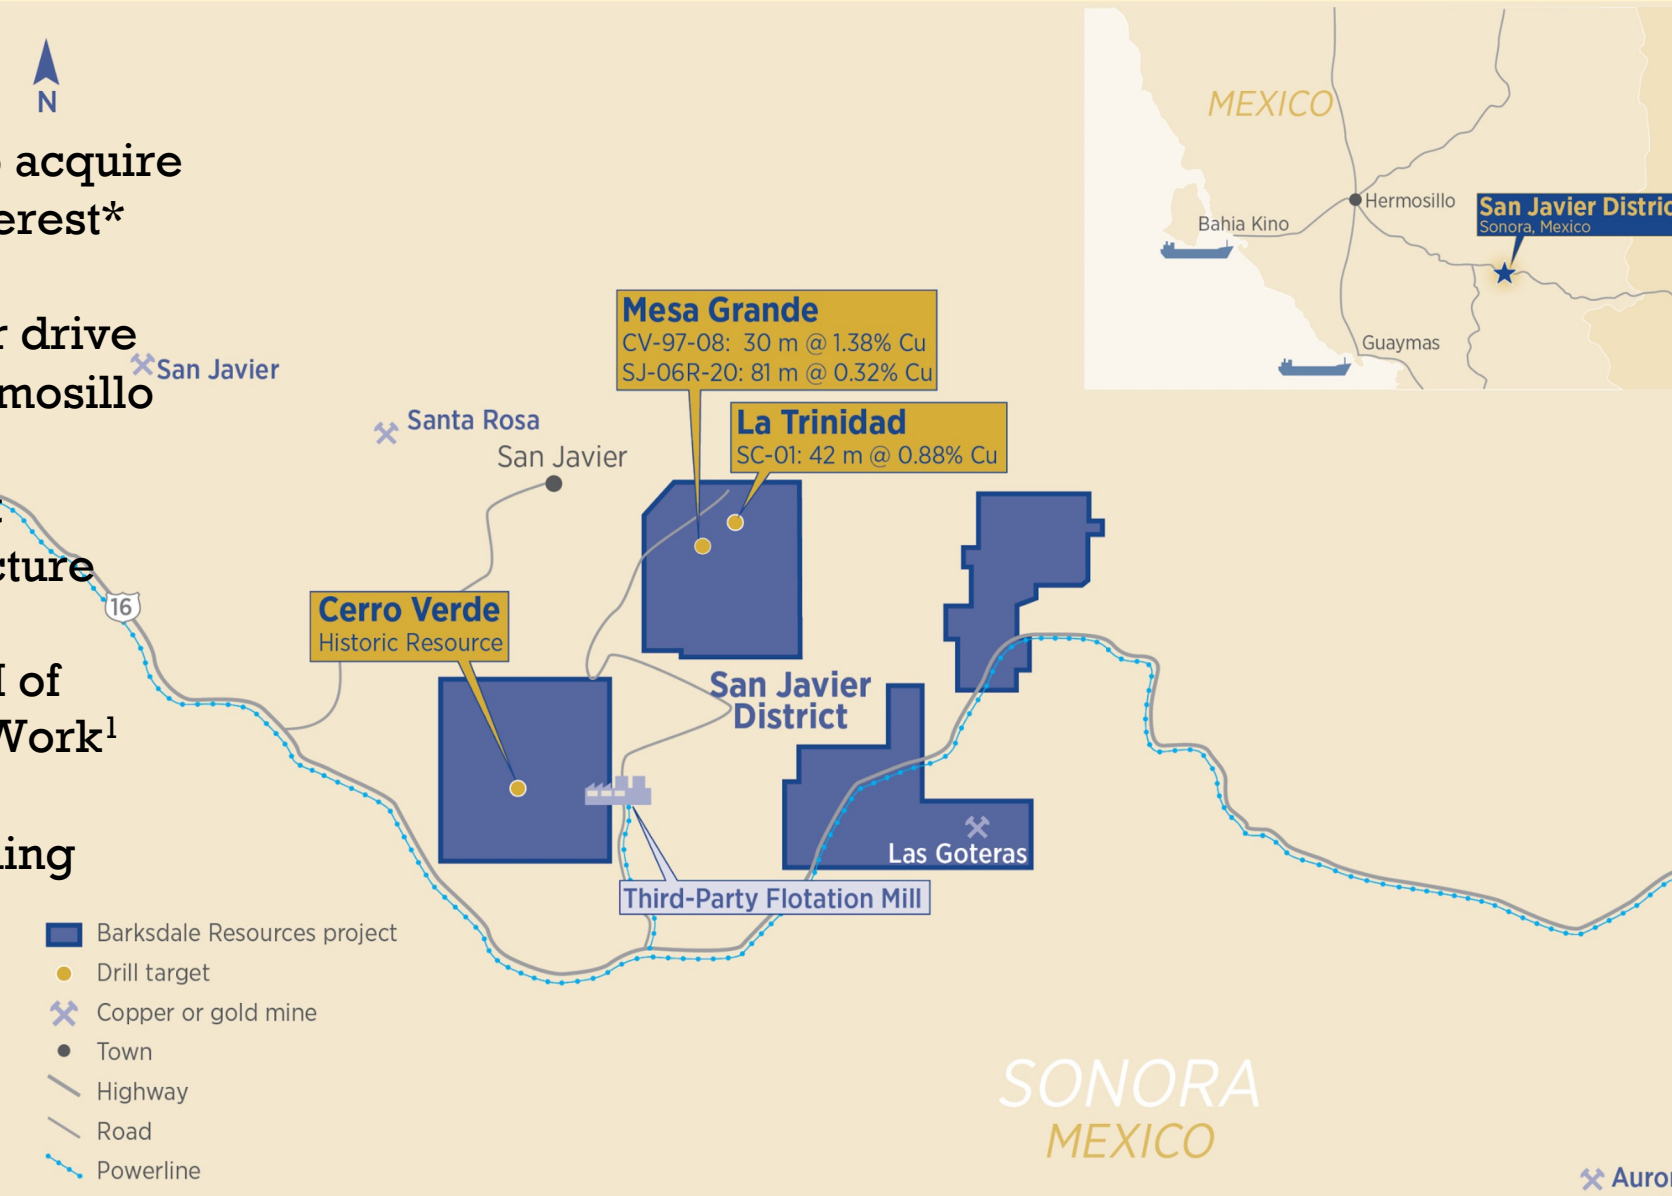 N
acquire
erest*
drive
mosillo
cture
of
Work¹
ing
MEXICO
Hermosillo
Bahia Kino
San Javier Distric
Sonora, Mexico
Guaymas
Mesa Grande
CV-97-08: 30 m @ 1.38% Cu
SJ-06R-20: 81 m @ 0.32% Cu
La Trinidad
SC-01: 42 m @ 0.88% Cu
San Javier
Santa Rosa
San Javier
16
Cerro Verde
Historic Resource
San Javier
District
Las Goteras
Third-Party Flotation Mill
Barksdale Resources project
Drill target
Copper or gold mine
Town
Highway
Road
Powerline
SONORA
MEXICO
Auror